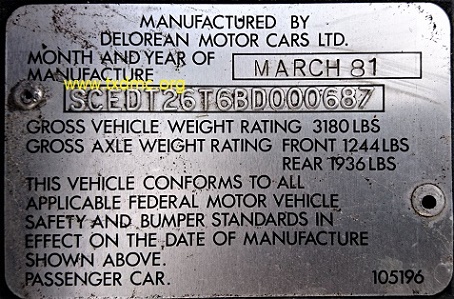 MANUFACTURED BY
DELOREAN MOTOR CARS LTD.
MONTH AND YEAR OF
MANUFACTURE
MARCH 81
www.txdmc.org
SCEDT26T6BD000687
GROSS VEHICLE WEIGHT RATING 3180 LBS
GROSS AXLE WEIGHT RATING FRONT 1244 LBS
REAR 1936 LBS
THIS VEHICLE CONFORMS TO ALL
APPLICABLE FEDERAL MOTOR VEHICLE
SAFETY AND BUMPER STANDARDS IN
EFFECT ON THE DATE OF MANUFACTURE
SHOWN ABOVE.
PASSENGER CAR. 105196